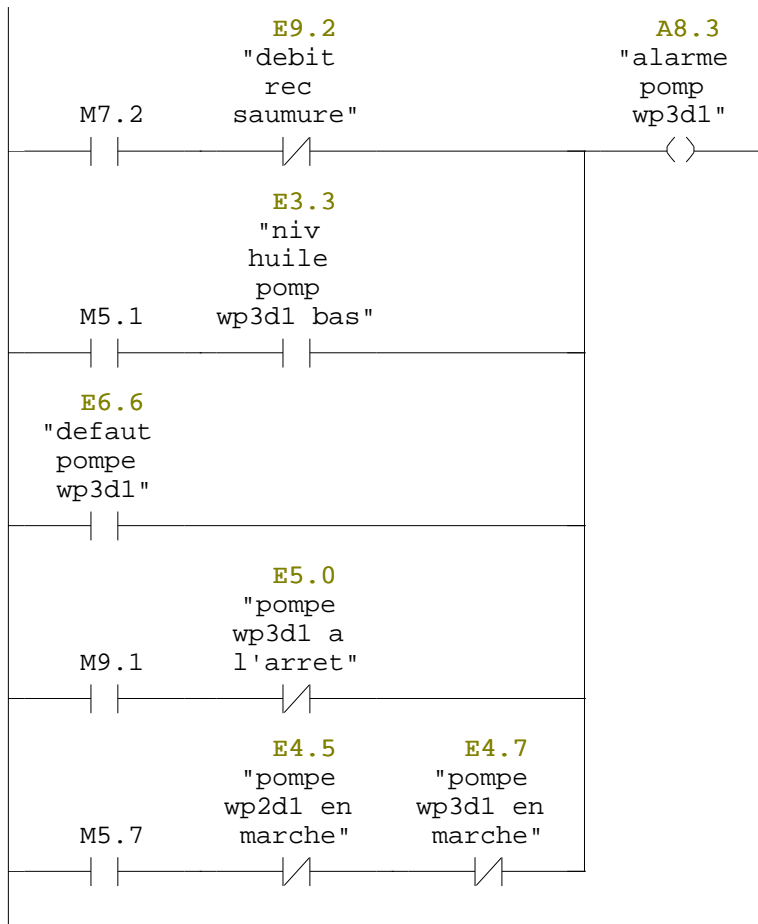 E9.2
"debit
rec
saumure"
M7.2
A8.3
"alarme
pomp
wp3d1"
E3.3
"niv
huile
pomp
wp3d1 bas"
M5.1
E6.6
"defaut
pompe
wp3d1"
E5.0
"pompe
wp3d1 a
l'arret"
M9.1
E4.5
"pompe
wp2d1 en
marche"
E4.7
"pompe
wp3d1 en
marche"
M5.7